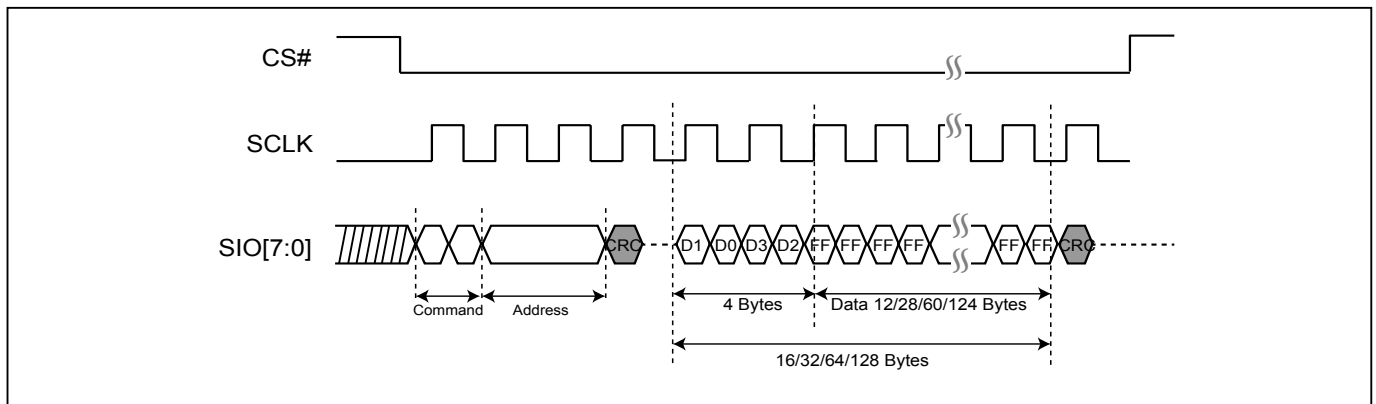 CS#
SCLK
SIO[7:0]
CRC D1 D0 D3 D2 FF FF FF FF FF FF CRC
Command Address 4 Bytes Data 12/28/60/124 Bytes
16/32/64/128 Bytes